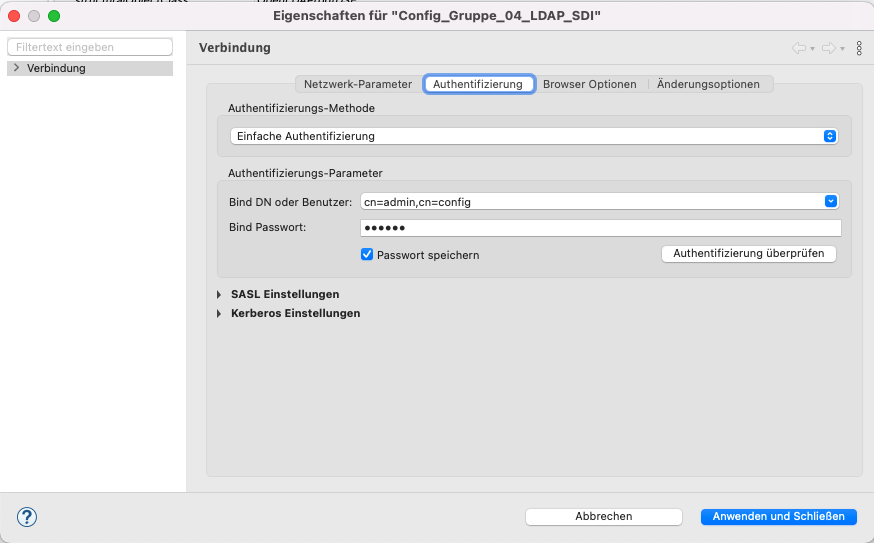 Eigenschaften für "Config_Gruppe_04_LDAP_SDI"
Filtertext eingeben
Verbindung
Verbindung
Netzwerk-Parameter Authentifizierung Browser Optionen Änderungsoptionen
Authentifizierungs-Methode
Einfache Authentifizierung
Authentifizierungs-Parameter
Bind DN oder Benutzer: cn=admin,cn=config
Bind Passwort: ••••••
Passwort speichern Authentifizierung überprüfen
SASL Einstellungen
Kerberos Einstellungen
? Abbrechen Anwenden und Schließen